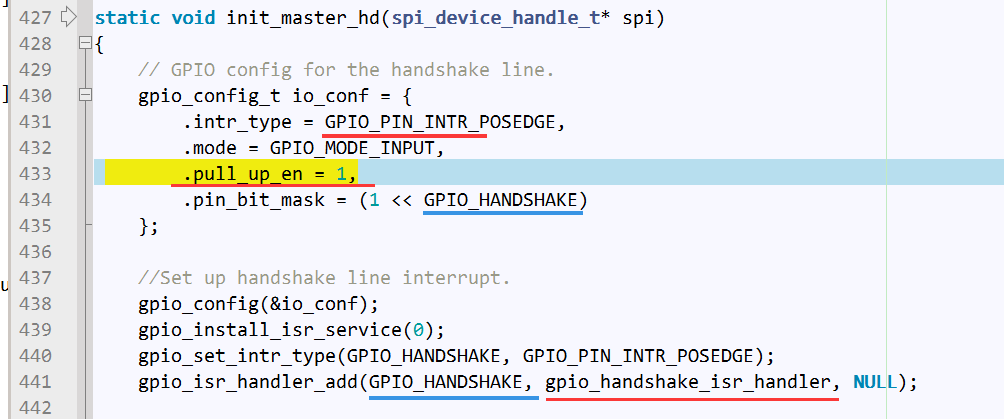 427 static void init_master_hd(spi_device_handle_t* spi)
428 {
429 // GPIO config for the handshake line.
430 gpio_config_t io_conf = {
431 .intr_type = GPIO_PIN_INTR_POSEDGE,
432 .mode = GPIO_MODE_INPUT,
433 .pull_up_en = 1,
434 .pin_bit_mask = (1 << GPIO_HANDSHAKE)
435 };
436
437 //Set up handshake line interrupt.
438 gpio_config(&io_conf);
439 gpio_install_isr_service(0);
440 gpio_set_intr_type(GPIO_HANDSHAKE, GPIO_PIN_INTR_POSEDGE);
441 gpio_isr_handler_add(GPIO_HANDSHAKE, gpio_handshake_isr_handler, NULL);
442